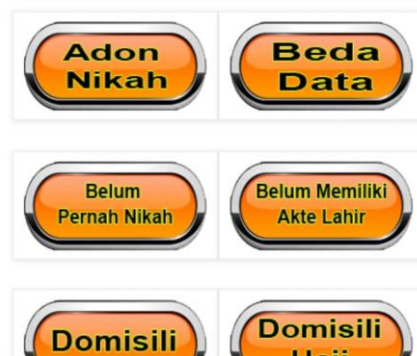 Adon
Nikah
Beda
Data
Belum
Pernah Nikah
Belum Memiliki
Akte Lahir
Domisili
Domisili